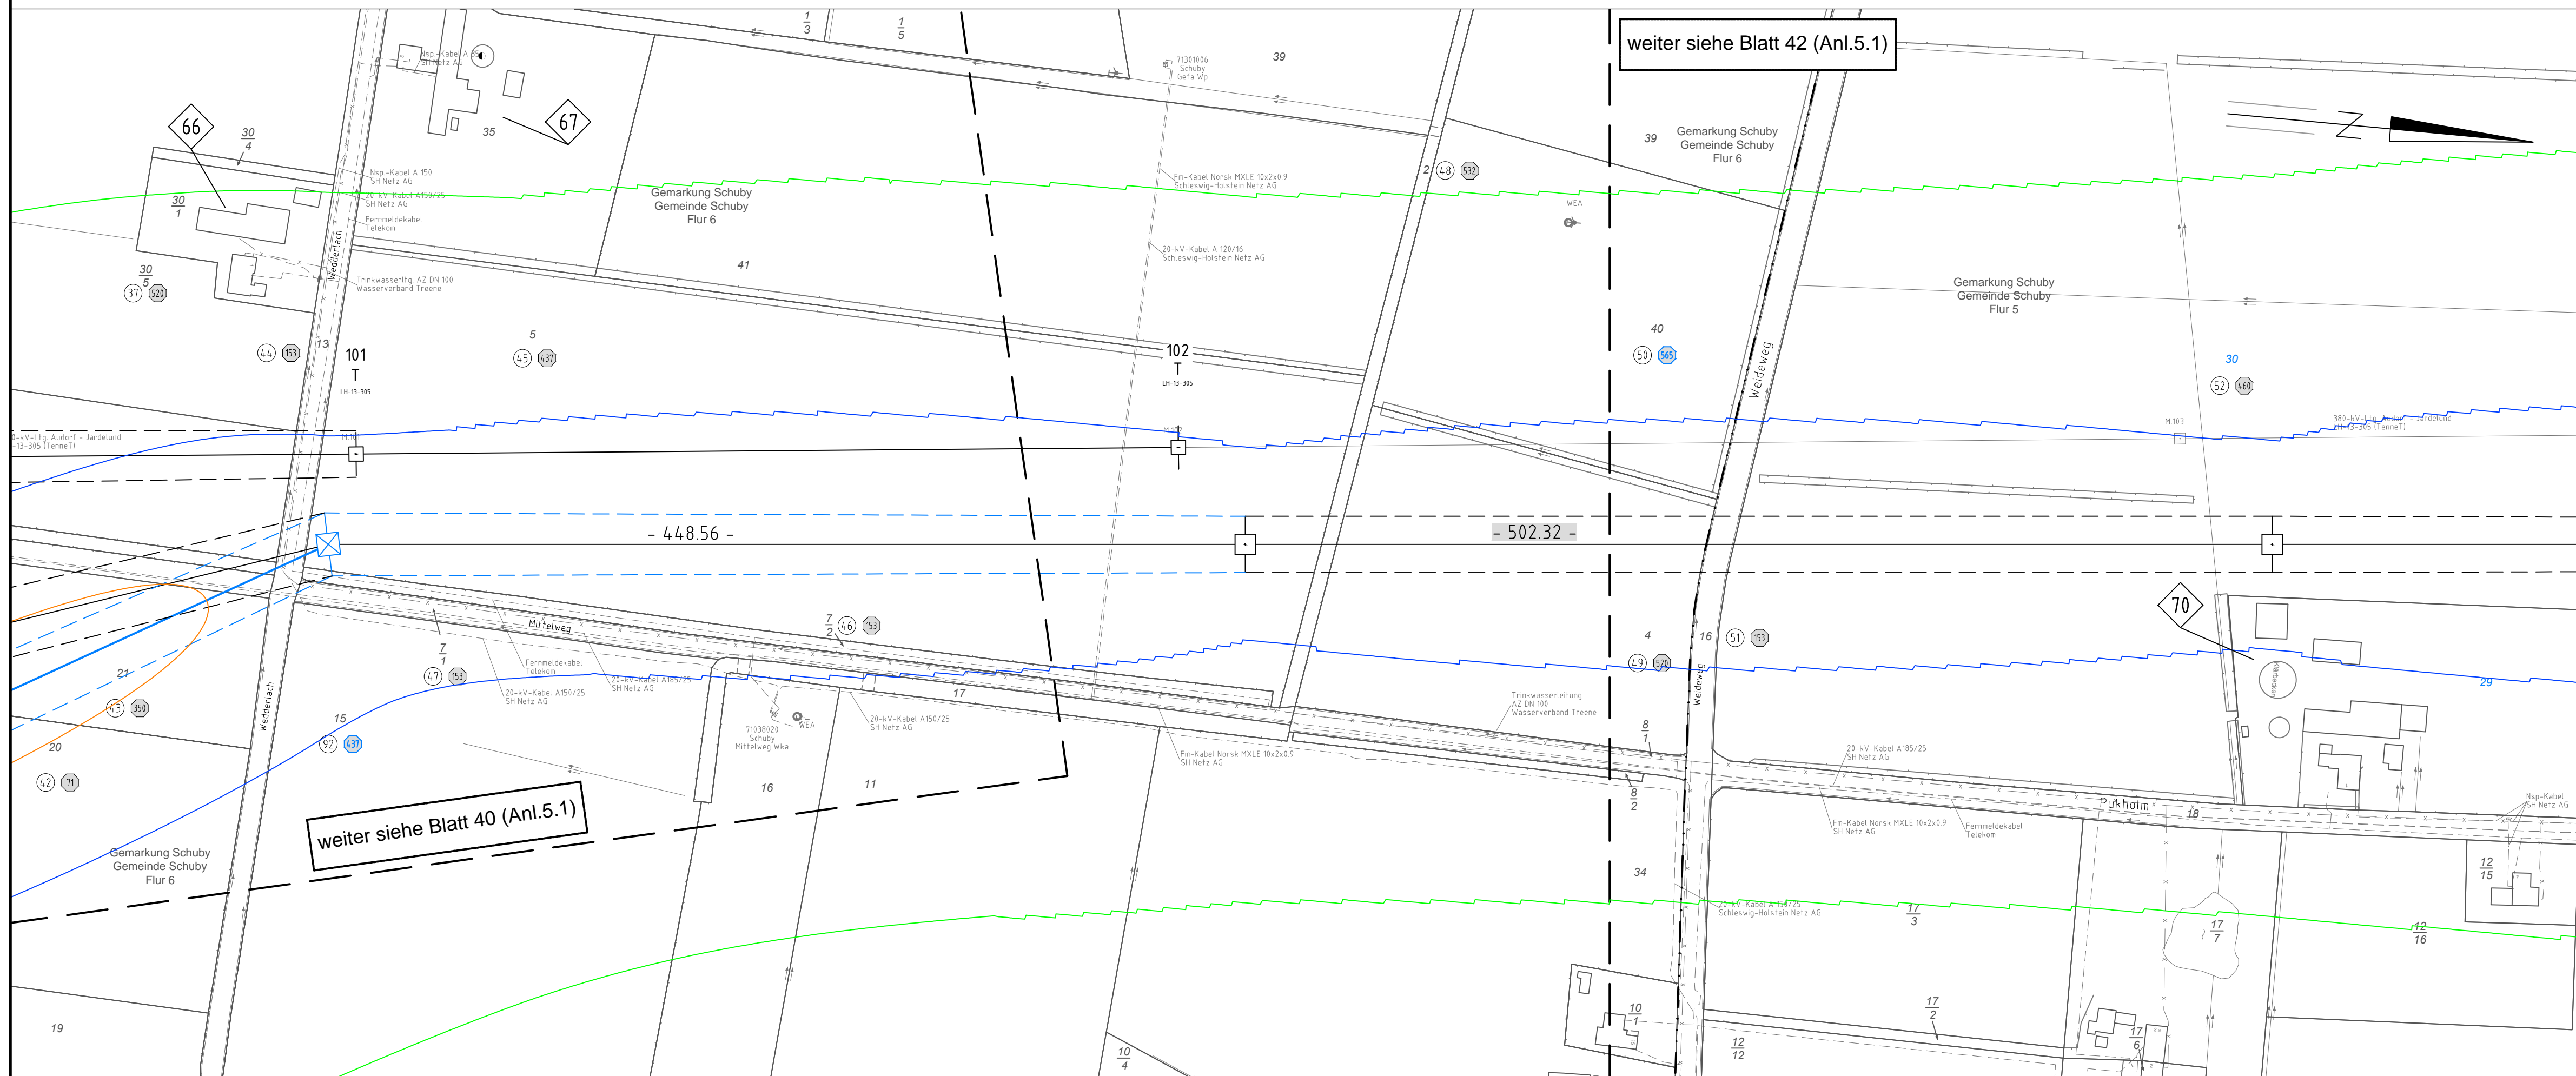 1
3
1
5
39
71301006
Schuby
Gefa Wp
weiter siehe Blatt 42 (Anl.5.1)
SH Netz AG
66
67
30
4
35
39
Gemarkung Schuby
Gemeinde Schuby
Flur 6
Nsp.-Kabel A 150
SH Netz AG
20-kV-Kabel A150/25
SH Netz AG
Fernmeldekabel
Telekom
30
1
Wedderlach
Gemarkung Schuby
Gemeinde Schuby
Flur 6
Fm-Kabel Norsk MXLE 10x2x0.9
Schleswig-Holstein Netz AG
2
48
532
WEA
20-kV-Kabel A 120/16
Schleswig-Holstein Netz AG
41
30
5
37
520
Trinkwasserltg. AZ DN 100
Wasserverband Treene
Gemarkung Schuby
Gemeinde Schuby
Flur 5
13
44
153
101
T
LH-13-305
5
45
437
102
T
LH-13-305
40
50
565
Weideweg
30
52
460
0-kV-Ltg. Audorf - Jardelund
-13-305 (TenneT)
M.101
M.102
M.103
380-kV-Ltg. Audorf - Jardelund
LH-13-305 (TenneT)
- 448.56 -
- 502.32 -
70
Mittelweg
7
2
46
153
7
1
47
153
Fernmeldekabel
Telekom
20-kV-Kabel A150/25
SH Netz AG
20-kV-Kabel A185/25
SH Netz AG
4
49
520
16
51
153
Weideweg
Klärbecken
29
21
43
350
Wedderlach
15
92
437
20
42
71
17
71038020
Schuby
Mittelweg Wka
WEA
20-kV-Kabel A150/25
SH Netz AG
Trinkwasserleitung
AZ DN 100
Wasserverband Treene
Fm-Kabel Norsk MXLE 10x2x0.9
SH Netz AG
8
1
8
2
20-kV-Kabel A185/25
SH Netz AG
Pukholm
18
Fm-Kabel Norsk MXLE 10x2x0.9
SH Netz AG
Fernmeldekabel
Telekom
Nsp-Kabel
SH Netz AG
16
11
weiter siehe Blatt 40 (Anl.5.1)
Gemarkung Schuby
Gemeinde Schuby
Flur 6
34
20-kV-Kabel A 150/25
Schleswig-Holstein Netz AG
17
3
17
7
12
15
12
16
19
10
4
10
1
12
12
17
2
17
6